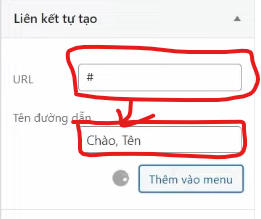 Liên kết tự tạo
URL
#
Tên đường dẫn
Chào, Tên
Thêm vào menu